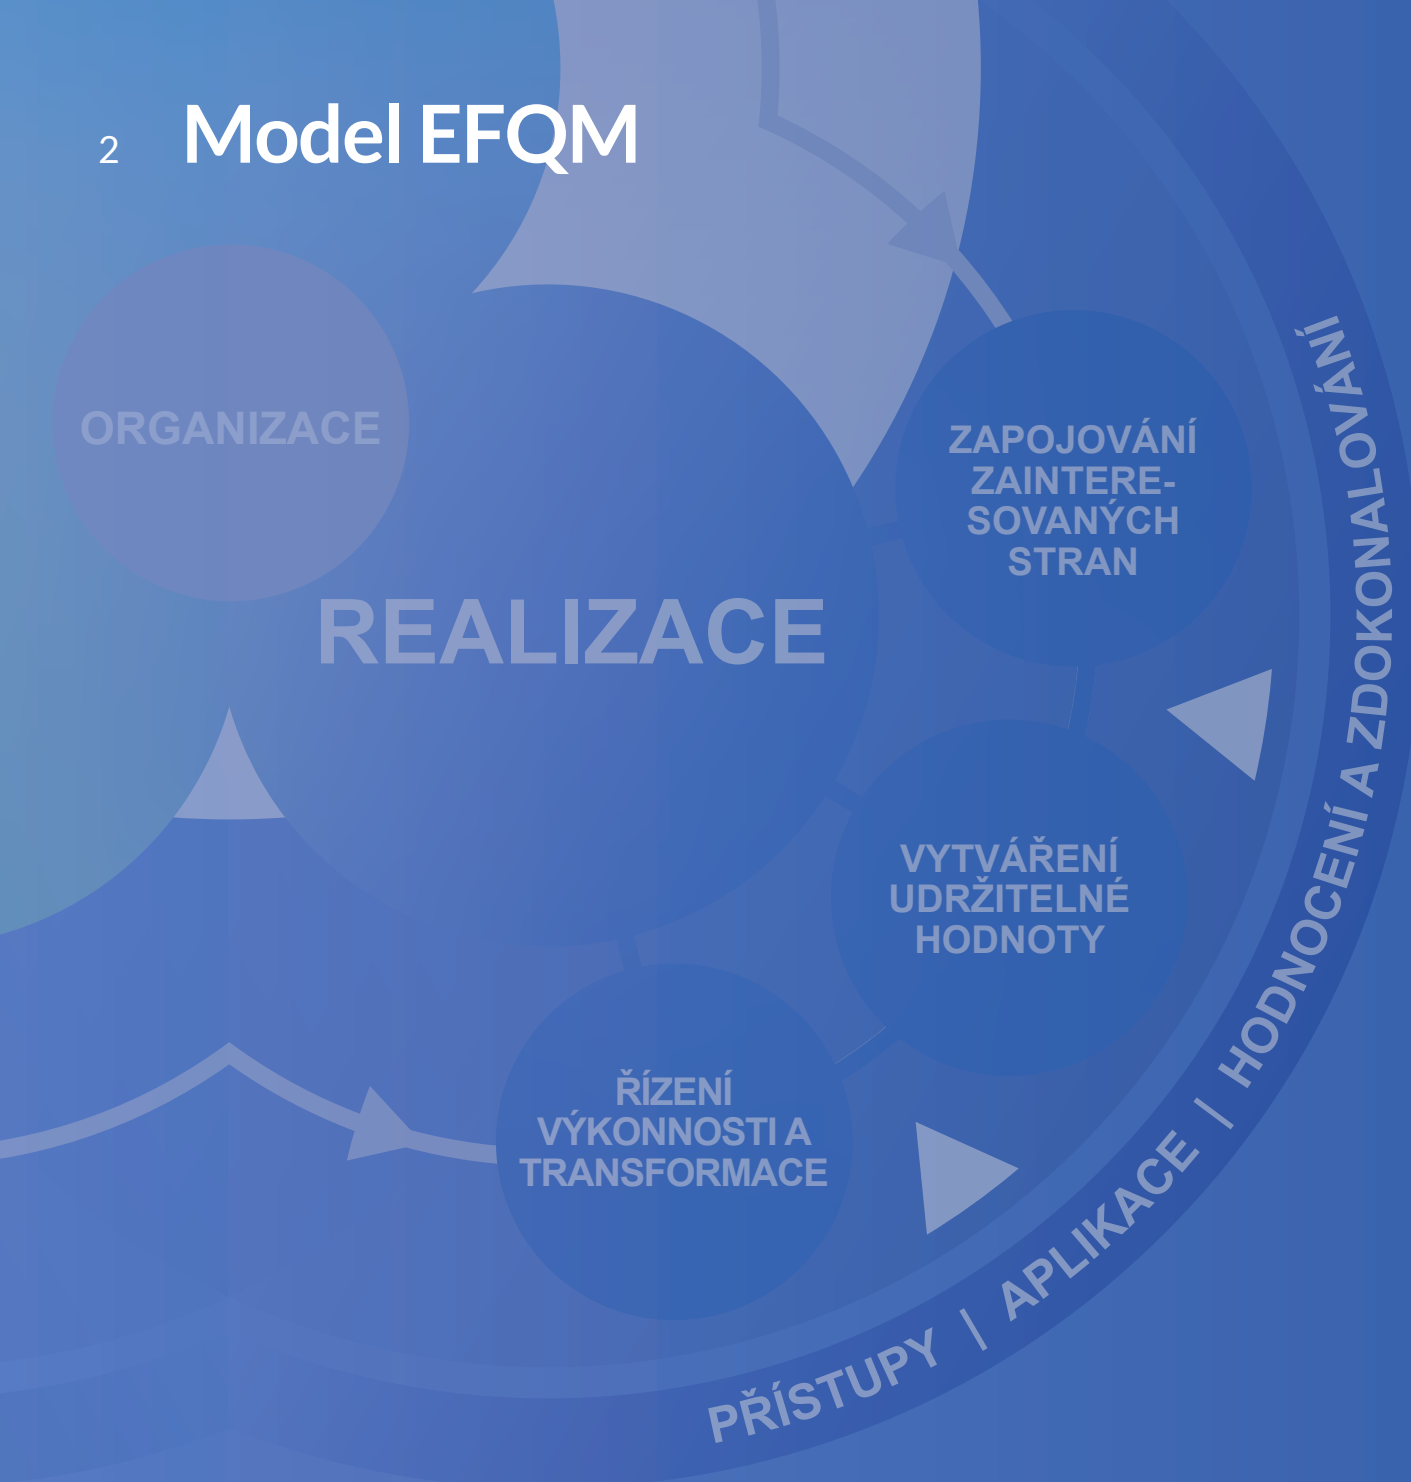 2 Model EFQM
ORGANIZACE
REALIZACE
ZAPOJOVÁNÍ
ZAINTERE-
SOVANÝCH
STRAN
VYTVÁŘENÍ
UDRŽITELNÉ
HODNOTY
ŘÍZENÍ
VÝKONNOSTI A
TRANSFORMACE
PŘÍSTUPY | APLIKACE | HODNOCENÍ A ZDOKONALOVÁNÍ